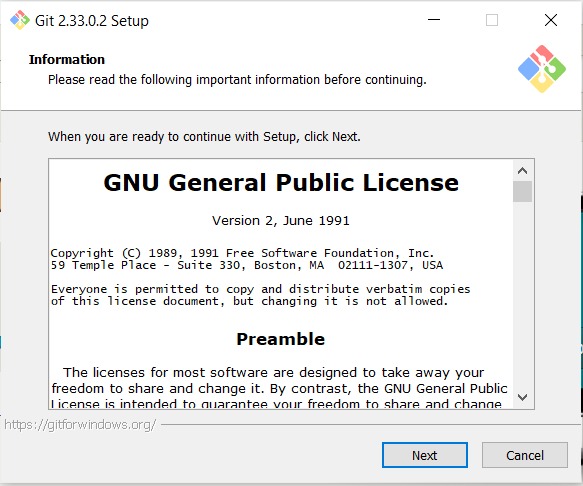 Git 2.33.0.2 Setup
Information
Please read the following important information before continuing.
When you are ready to continue with Setup, click Next.
GNU General Public License
Version 2, June 1991
Copyright (C) 1989, 1991 Free Software Foundation, Inc.
59 Temple Place - Suite 330, Boston, MA  02111-1307, USA
Everyone is permitted to copy and distribute verbatim copies
of this license document, but changing it is not allowed.
Preamble
The licenses for most software are designed to take away your
freedom to share and change it. By contrast, the GNU General Public
License is intended to guarantee your freedom to share and change
https://gitforwindows.org/
Next
Cancel